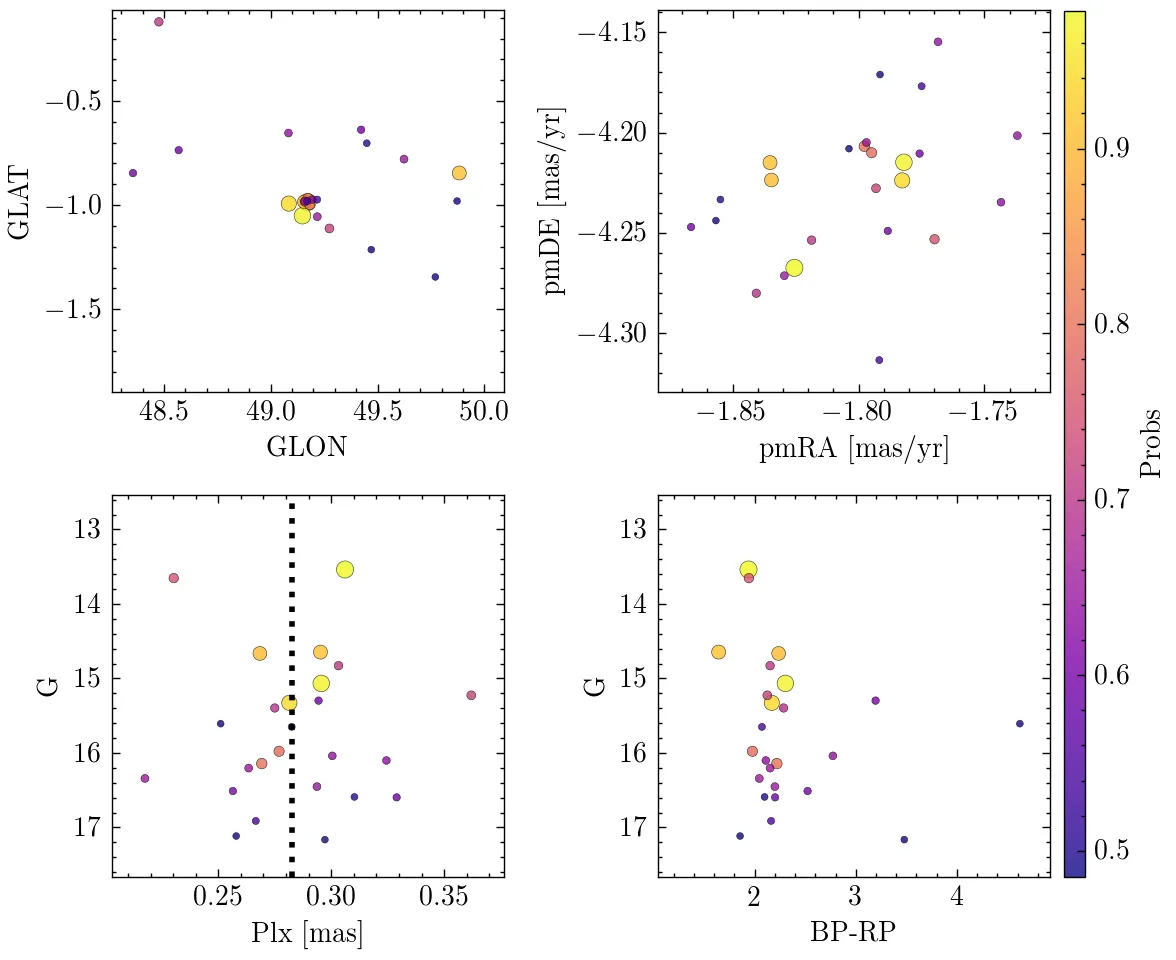 −0.5
−1.0
−1.5
GLAT
48.5 49.0 49.5 50.0
GLON
−4.15
−4.20
−4.25
−4.30
pmDE [mas/yr]
−1.85 −1.80 −1.75
pmRA [mas/yr]
13
14
15
16
17
G
0.25 0.30 0.35
Plx [mas]
13
14
15
16
17
G
2 3 4
BP-RP
0.9
0.8
0.7
0.6
0.5
Probs